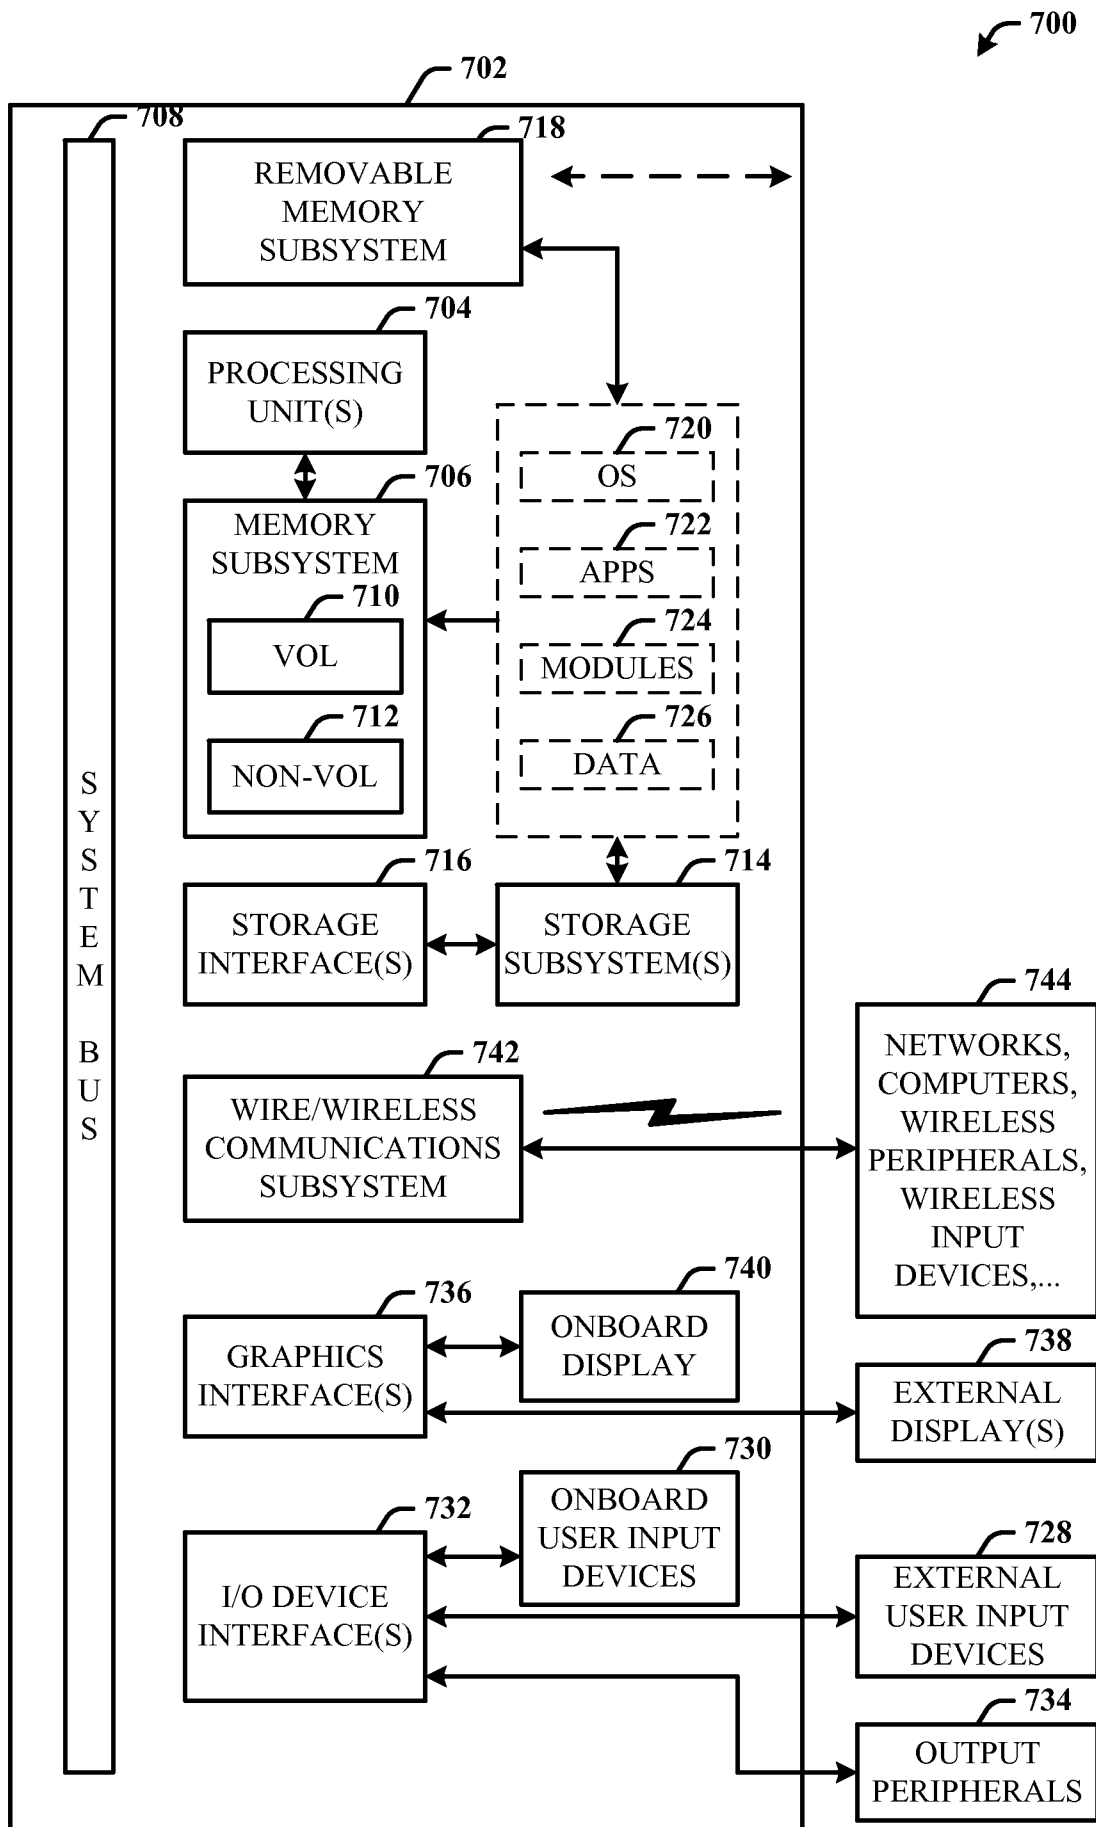 700
702
708
718
REMOVABLE
MEMORY
SUBSYSTEM
704
PROCESSING
UNIT(S)
706
MEMORY
SUBSYSTEM
710
VOL
712
NON-VOL
720
OS
722
APPS
724
MODULES
726
DATA
SYSTEM BUS
716
STORAGE
INTERFACE(S)
714
STORAGE
SUBSYSTEM(S)
742
WIRE/WIRELESS
COMMUNICATIONS
SUBSYSTEM
744
NETWORKS,
COMPUTERS,
WIRELESS
PERIPHERALS,
WIRELESS
INPUT
DEVICES,...
736
GRAPHICS
INTERFACE(S)
740
ONBOARD
DISPLAY
738
EXTERNAL
DISPLAY(S)
732
I/O DEVICE
INTERFACE(S)
730
ONBOARD
USER INPUT
DEVICES
728
EXTERNAL
USER INPUT
DEVICES
734
OUTPUT
PERIPHERALS